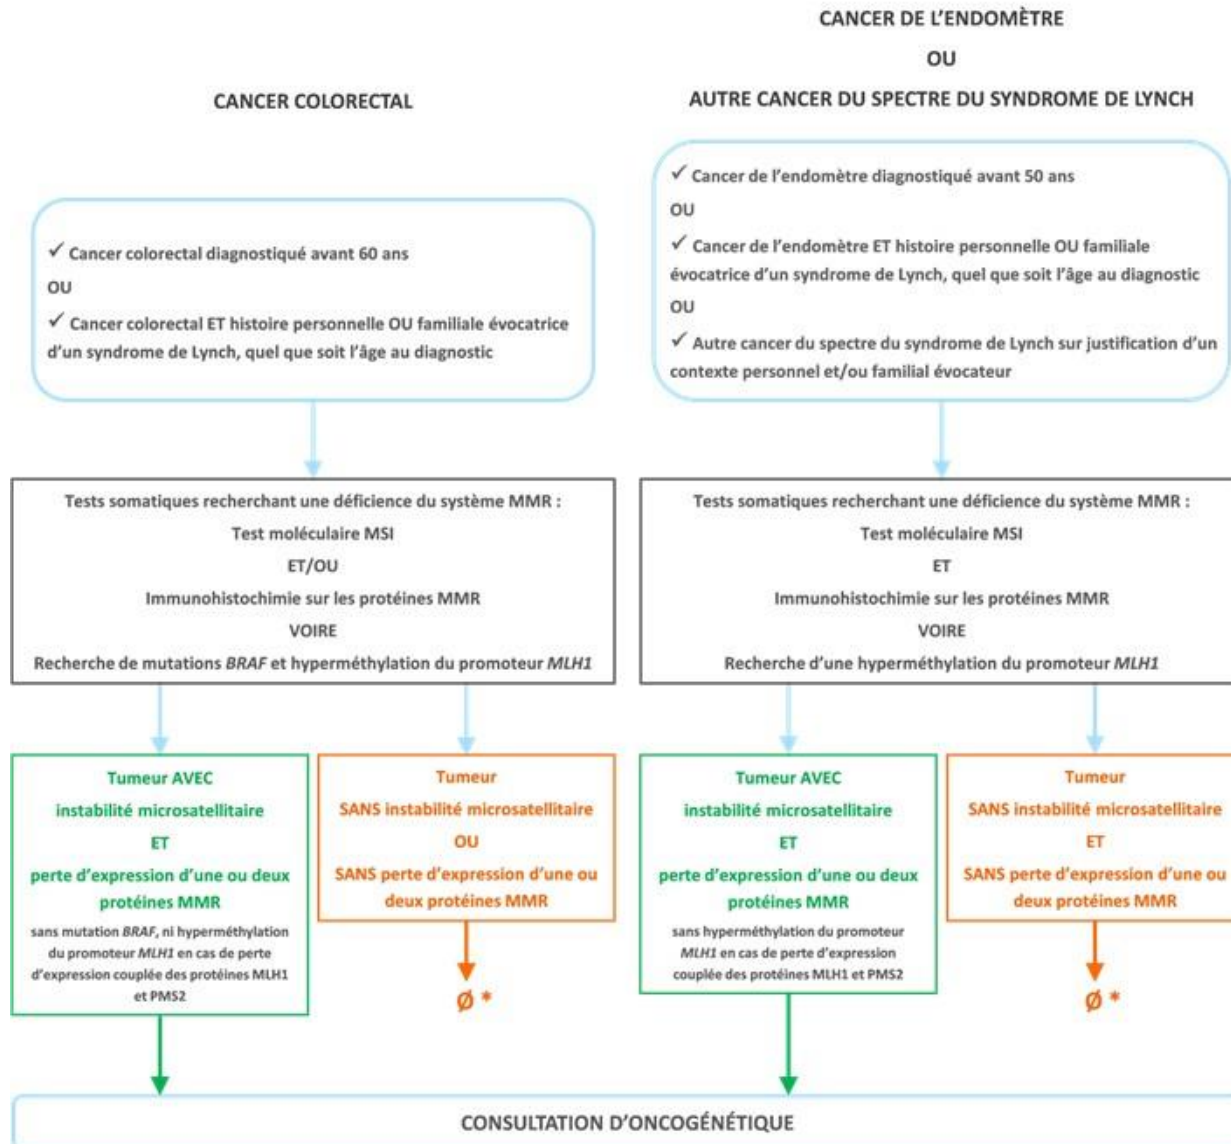 CANCER COLORECTAL
✓ Cancer colorectal diagnostiqué avant 60 ans
OU
✓ Cancer colorectal ET histoire personnelle OU familiale évocatrice
d’un syndrome de Lynch, quel que soit l’âge au diagnostic
Tests somatiques recherchant une déficience du système MMR :
Test moléculaire MSI
ET/OU
Immunohistochimie sur les protéines MMR
VOIRE
Recherche de mutations BRAF et hyperméthylation du promoteur MLH1
Tumeur AVEC
instabilité microsatellitaire
ET
perte d’expression d’une ou deux
protéines MMR
sans mutation BRAF, ni hyperméthylation
du promoteur MLH1 en cas de perte
d’expression couplée des protéines MLH1
et PMS2
Tumeur
SANS instabilité microsatellitaire
OU
SANS perte d’expression d’une ou
deux protéines MMR
Ø *
CANCER DE L’ENDOMÈTRE
OU
AUTRE CANCER DU SPECTRE DU SYNDROME DE LYNCH
✓ Cancer de l’endomètre diagnostiqué avant 50 ans
OU
✓ Cancer de l’endomètre ET histoire personnelle OU familiale
évocatrice d’un syndrome de Lynch, quel que soit l’âge au diagnostic
OU
✓ Autre cancer du spectre du syndrome de Lynch sur justification d’un
contexte personnel et/ou familial évocateur
Tests somatiques recherchant une déficience du système MMR :
Test moléculaire MSI
ET
Immunohistochimie sur les protéines MMR
VOIRE
Recherche d’une hyperméthylation du promoteur MLH1
Tumeur AVEC
instabilité microsatellitaire
ET
perte d’expression d’une ou deux
protéines MMR
sans hyperméthylation du promoteur
MLH1 en cas de perte d’expression
couplée des protéines MLH1 et PMS2
Tumeur
SANS instabilité microsatellitaire
ET
SANS perte d’expression d’une ou
deux protéines MMR
Ø *
CONSULTATION D’ONCOGÉNÉTIQUE